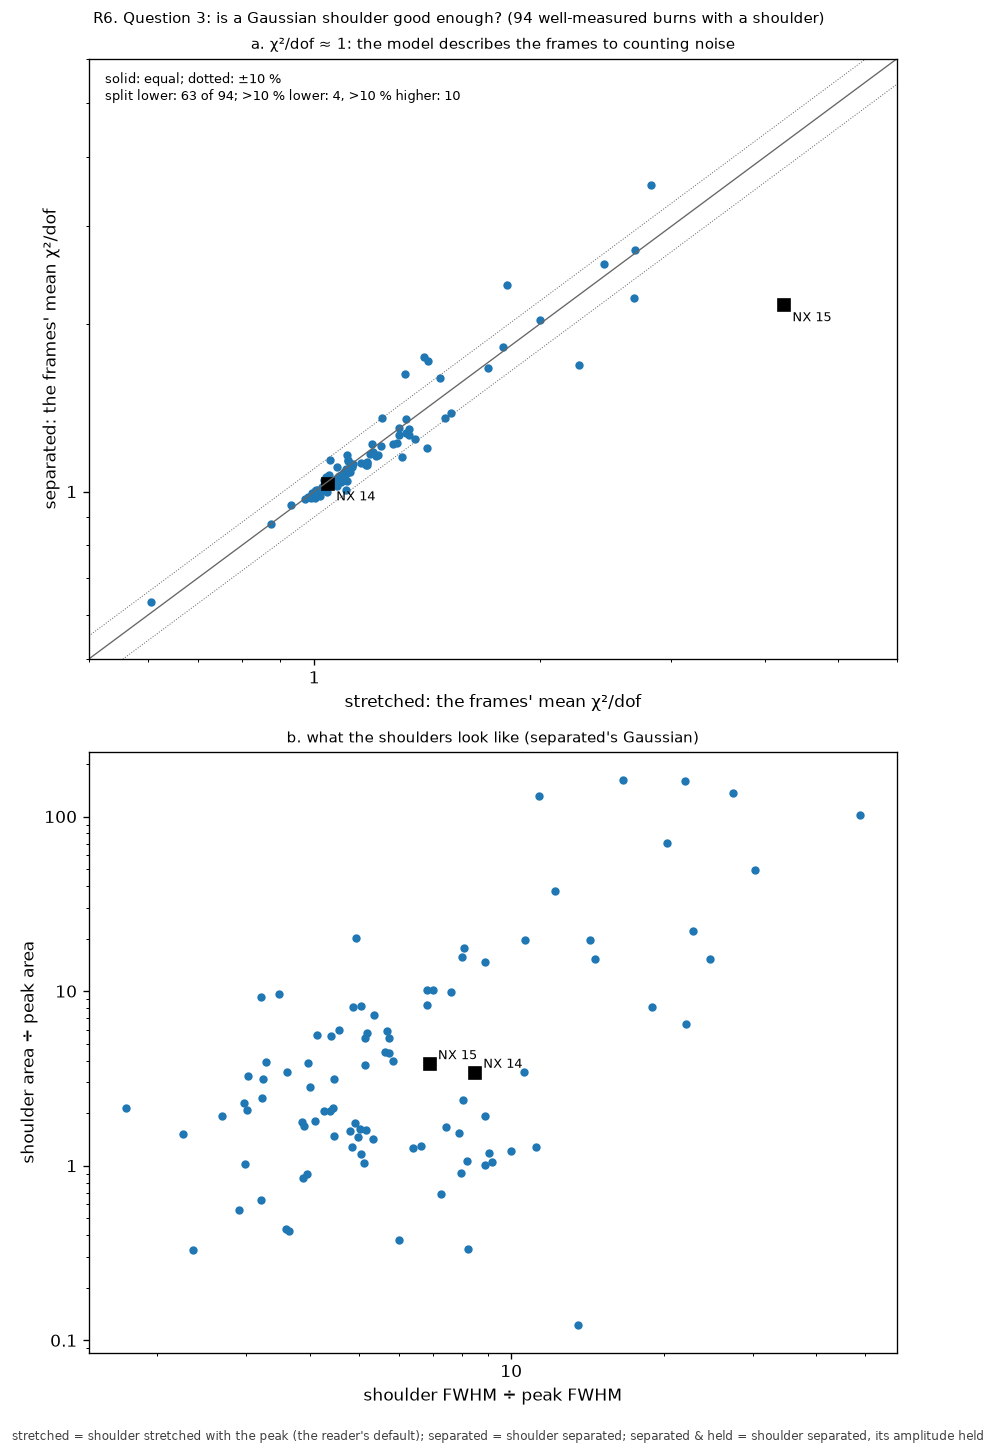 R6. Question 3: is a Gaussian shoulder good enough? (94 well-measured burns with a shoulder)
a. χ²/dof ≈ 1: the model describes the frames to counting noise
solid: equal; dotted: ±10 %
split lower: 63 of 94; >10 % lower: 4, >10 % higher: 10
separated: the frames' mean χ²/dof
NX 15
1
NX 14
1
stretched: the frames' mean χ²/dof
b. what the shoulders look like (separated's Gaussian)
100
shoulder area ÷ peak area
10
NX 15
NX 14
1
0.1
10
shoulder FWHM ÷ peak FWHM
stretched = shoulder stretched with the peak (the reader's default); separated = shoulder separated; separated & held = shoulder separated, its amplitude held